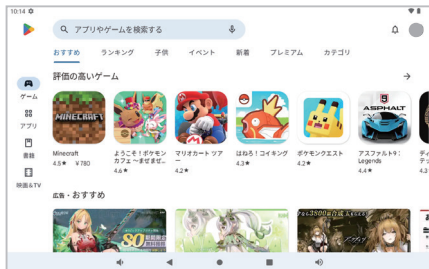 10:14
アプリやゲームを検索する
おすすめ ランキング 子供 イベント 新着 プレミアム カテゴリ
評価の高いゲーム
ゲーム
アプリ
書籍
映画&TV
MINECRAFT
9
ASPHALT
Minecraft
4.5★ ¥780
ようこそ!ポケモン
カフェ ~まぜまぜ...
4.6★
マリオカート ツア
ー
4.2★
はねろ!コイキング
4.3★
ポケモンクエスト
4.2★
アスファルト9:
Legends
4.4★
ディ
4.3
広告・おすすめ